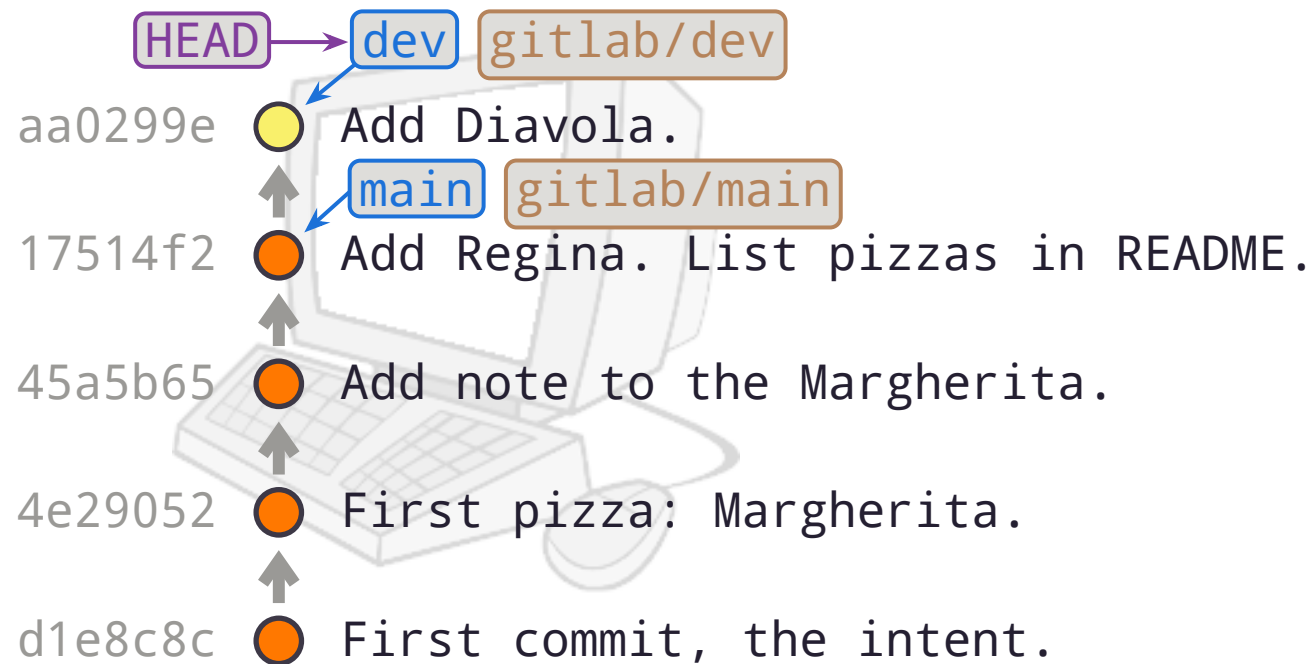 HEAD dev gitlab/dev
aa0299e Add Diavola.
main gitlab/main
17514f2 Add Regina. List pizzas in README.
45a5b65 Add note to the Margherita.
4e29052 First pizza: Margherita.
d1e8c8c First commit, the intent.